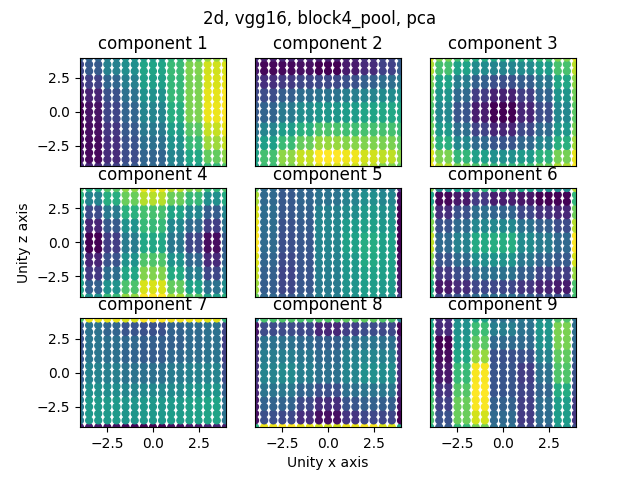 2d, vgg16, block4_pool, pca
component 1
component 2
component 3
2.5
0.0
−2.5
component 4
component 5
component 6
2.5
0.0
−2.5
Unity z axis
component 7
component 8
component 9
2.5
0.0
−2.5
−2.5 0.0 2.5
−2.5 0.0 2.5
−2.5 0.0 2.5
Unity x axis